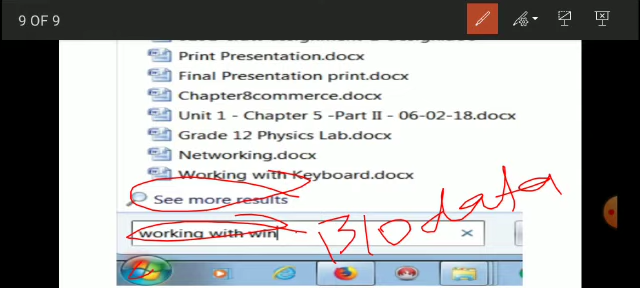 9 OF 9
Print Presentation.docx
Final Presentation print.docx
Chapter8commerce.docx
Unit 1 - Chapter 5 -Part II - 06-02-18.docx
Grade 12 Physics Lab.docx
Networking.docx
Working with Keyboard.docx
See more results
working with win
BIO data